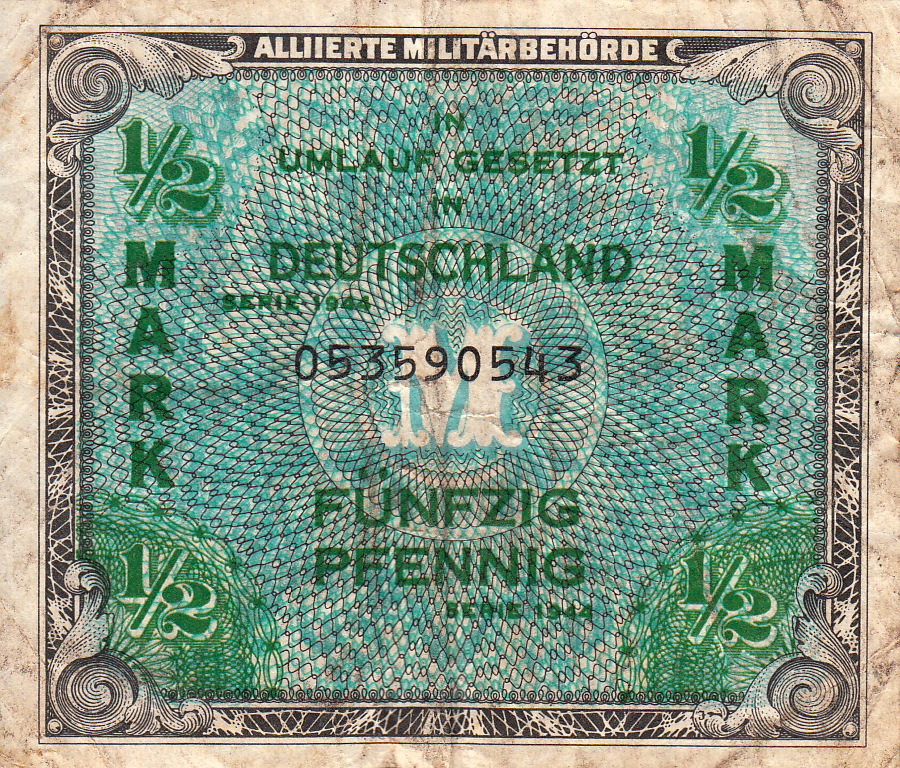 ALLIIERTE MILITÄRBEHÖRDE
IN
1/2 UMLAUF GESETZT 1/2
IN
MARK DEUTSCHLAND MARK
SERIE 1944
M
053590543
FÜNFZIG
PFENNIG
1/2 SERIE 1944 1/2